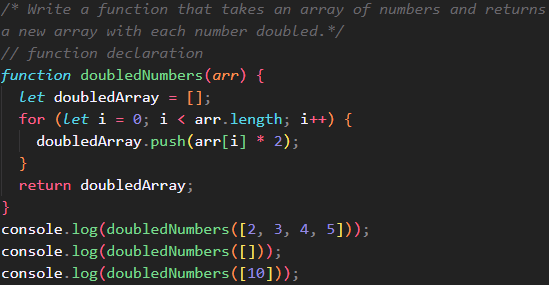 /* Write a function that takes an array of numbers and returns
a new array with each number doubled.*/
// function declaration
function doubledNumbers(arr) {
  let doubledArray = [];
  for (let i = 0; i < arr.length; i++) {
    doubledArray.push(arr[i] * 2);
  }
  return doubledArray;
}
console.log(doubledNumbers([2, 3, 4, 5]));
console.log(doubledNumbers([]));
console.log(doubledNumbers([10]));